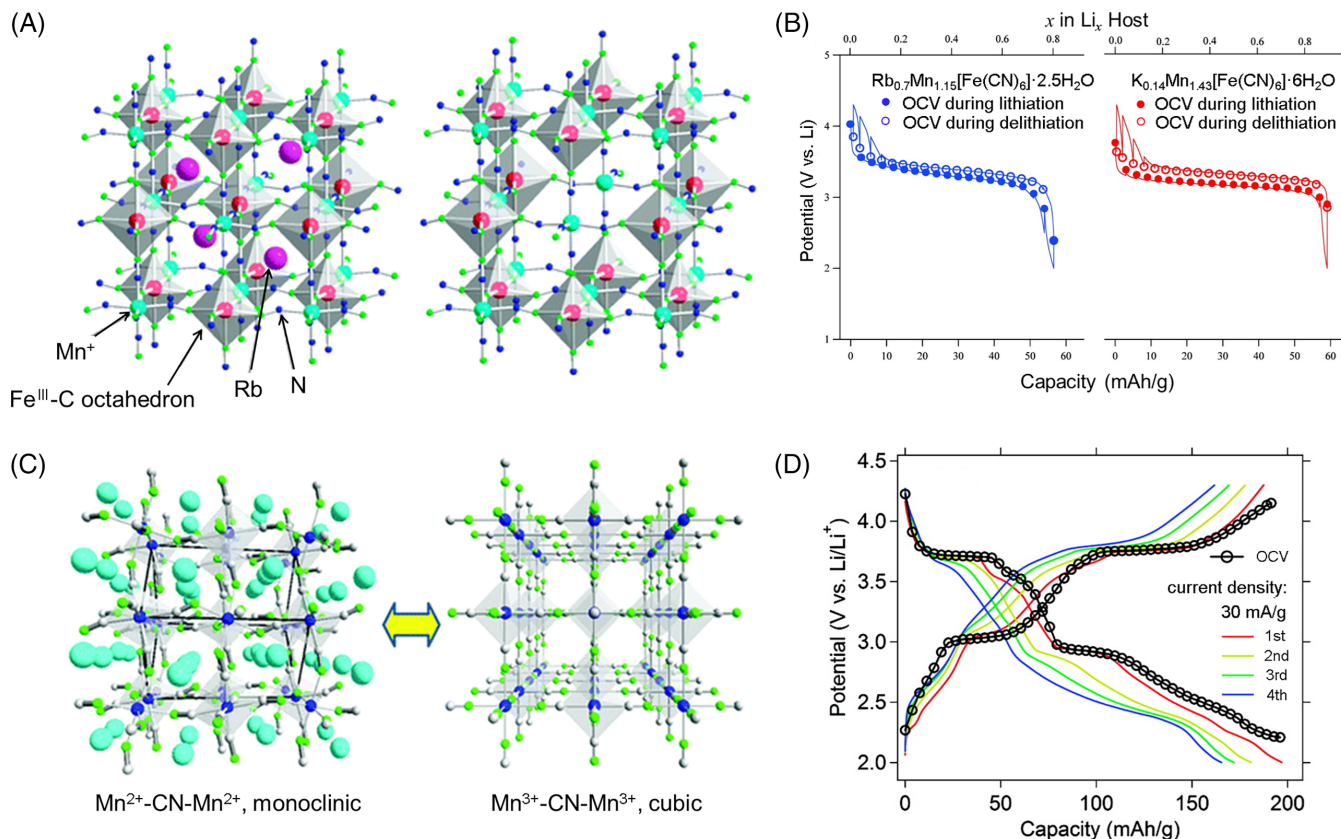 (A)
Mn⁺
Feᴵᴵᴵ-C octahedron
Rb
N
(B)
x in Liₓ Host
0.0 0.2 0.4 0.6 0.8
0.0 0.2 0.4 0.6 0.8
Rb₀.₇Mn₁.₁₅[Fe(CN)₆]·2.5H₂O
OCV during lithiation
OCV during delithiation
K₀.₁₄Mn₁.₄₃[Fe(CN)₆]·6H₂O
OCV during lithiation
OCV during delithiation
Potential (V vs. Li)
5
4
3
2
1
0 10 20 30 40 50 60
0 10 20 30 40 50 60
Capacity (mAh/g)
(C)
Mn²⁺-CN-Mn²⁺, monoclinic
Mn³⁺-CN-Mn³⁺, cubic
(D)
Potential (V vs. Li/Li⁺)
4.5
4.0
3.5
3.0
2.5
2.0
OCV
current density:
30 mA/g
1st
2nd
3rd
4th
0 50 100 150 200
Capacity (mAh/g)